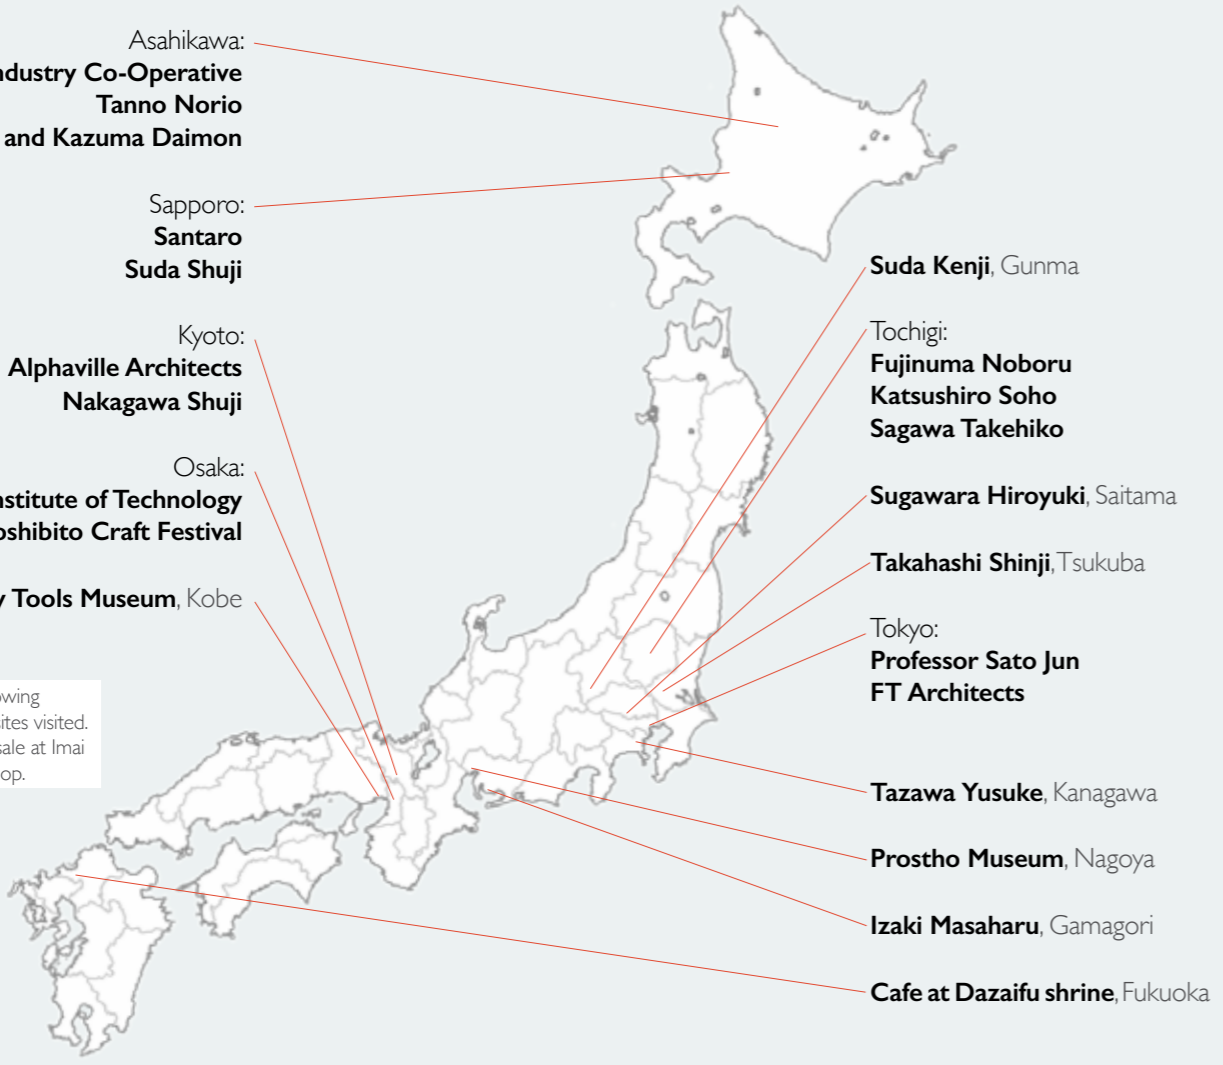 Asahikawa:
ndustry Co-Operative
Tanno Norio
and Kazuma Daimon
Sapporo:
Santaro
Suda Shuji
Kyoto:
Alphaville Architects
Nakagawa Shuji
Osaka:
nstitute of Technology
oshibito Craft Festival
y Tools Museum, Kobe
owing
sites visited.
sale at Imai
op.
Suda Kenji, Gunma
Tochigi:
Fujinuma Noboru
Katsushiro Soho
Sagawa Takehiko
Sugawara Hiroyuki, Saitama
Takahashi Shinji, Tsukuba
Tokyo:
Professor Sato Jun
FT Architects
Tazawa Yusuke, Kanagawa
Prostho Museum, Nagoya
Izaki Masaharu, Gamagori
Cafe at Dazaifu shrine, Fukuoka